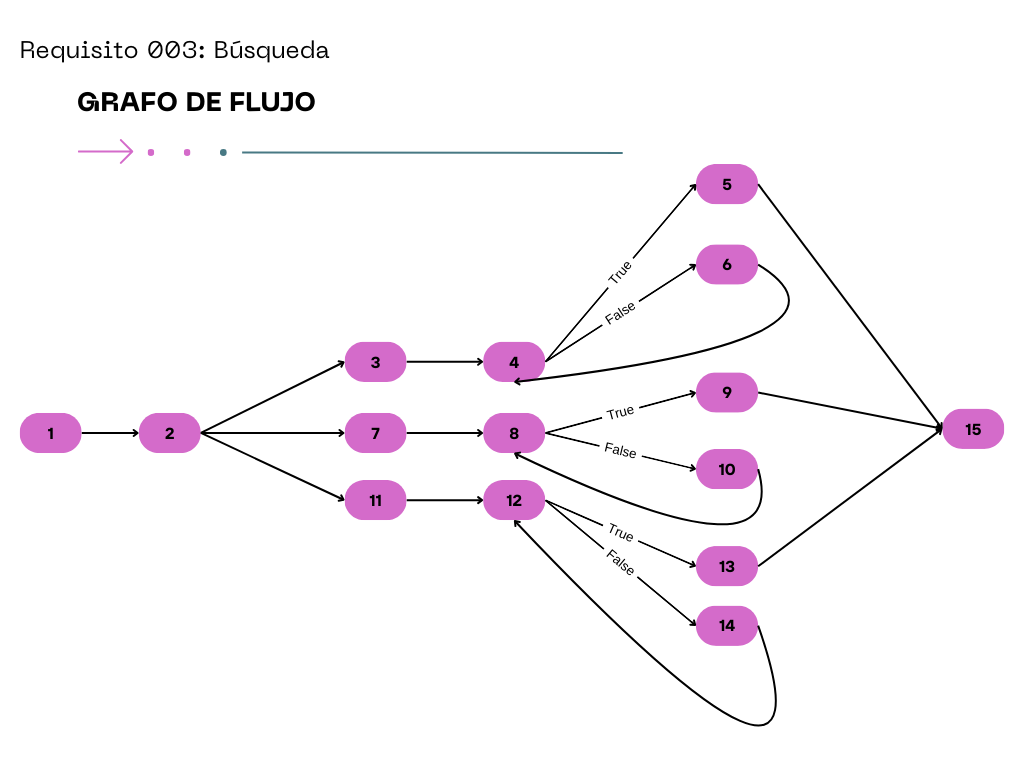 Requisito 003: Búsqueda
GRAFO DE FLUJO
5
True
6
False
3
4
9
True
1
2
7
8
15
False
10
11
12
True
13
False
14